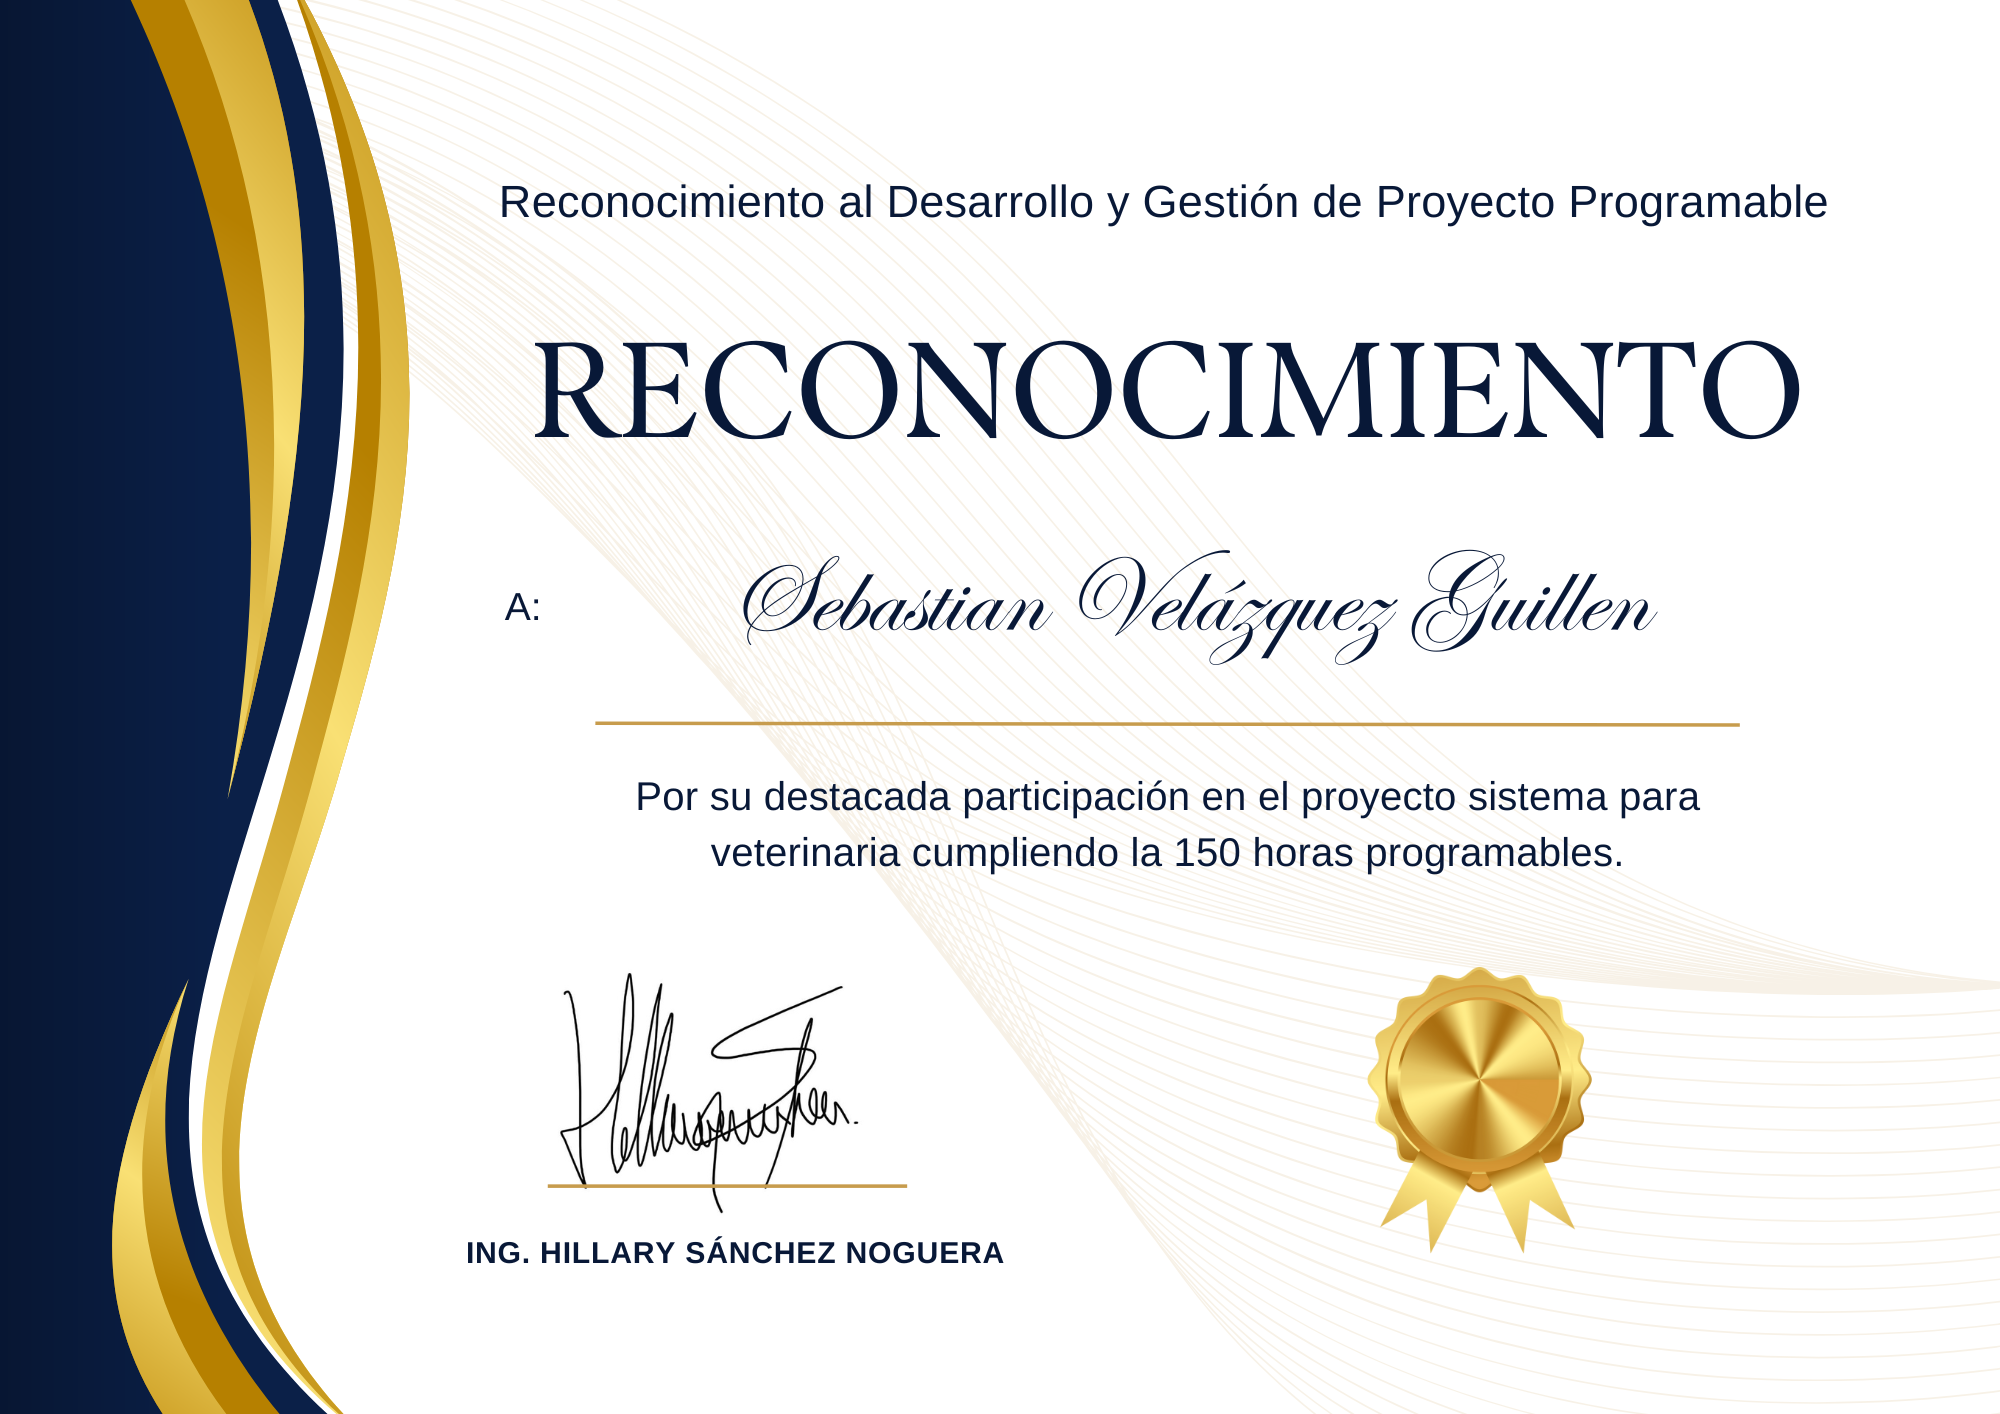 Reconocimiento al Desarrollo y Gestión de Proyecto Programable
RECONOCIMIENTO
A: Sebastian Velázquez Guillen
Por su destacada participación en el proyecto sistema para
veterinaria cumpliendo la 150 horas programables.
ING. HILLARY SÁNCHEZ NOGUERA